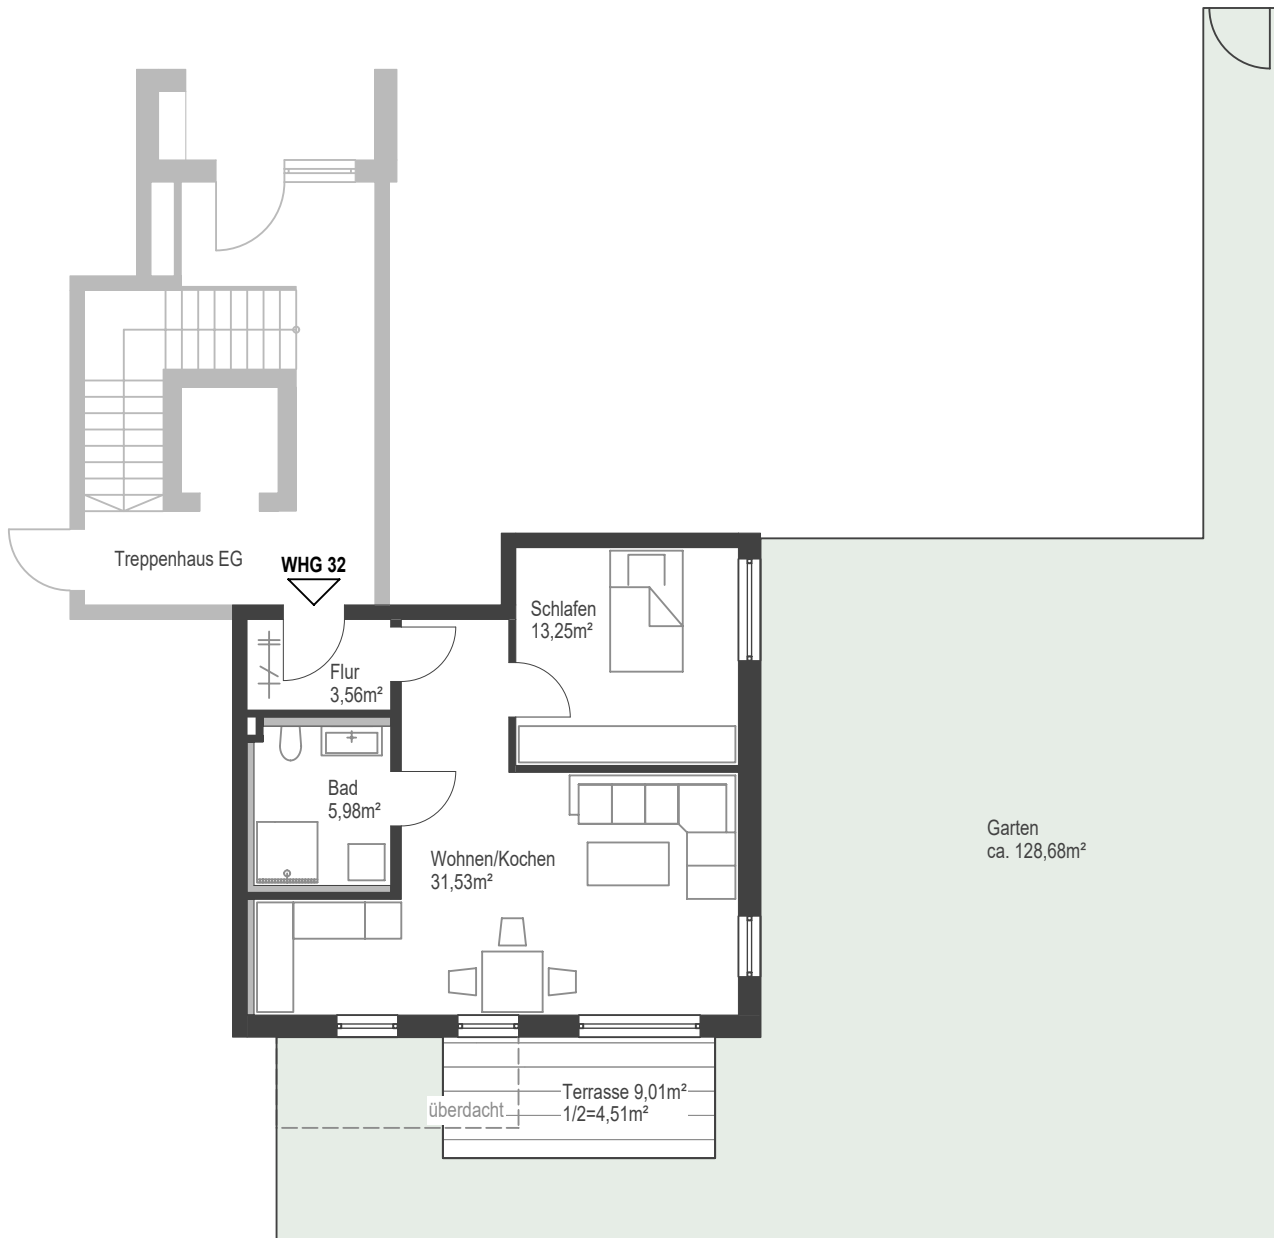 Treppenhaus EG
WHG 32
Schlafen
13,25m²
Flur
3,56m²
Bad
5,98m²
Wohnen/Kochen
31,53m²
Garten
ca. 128,68m²
Terrasse 9,01m²
1/2=4,51m²
überdacht